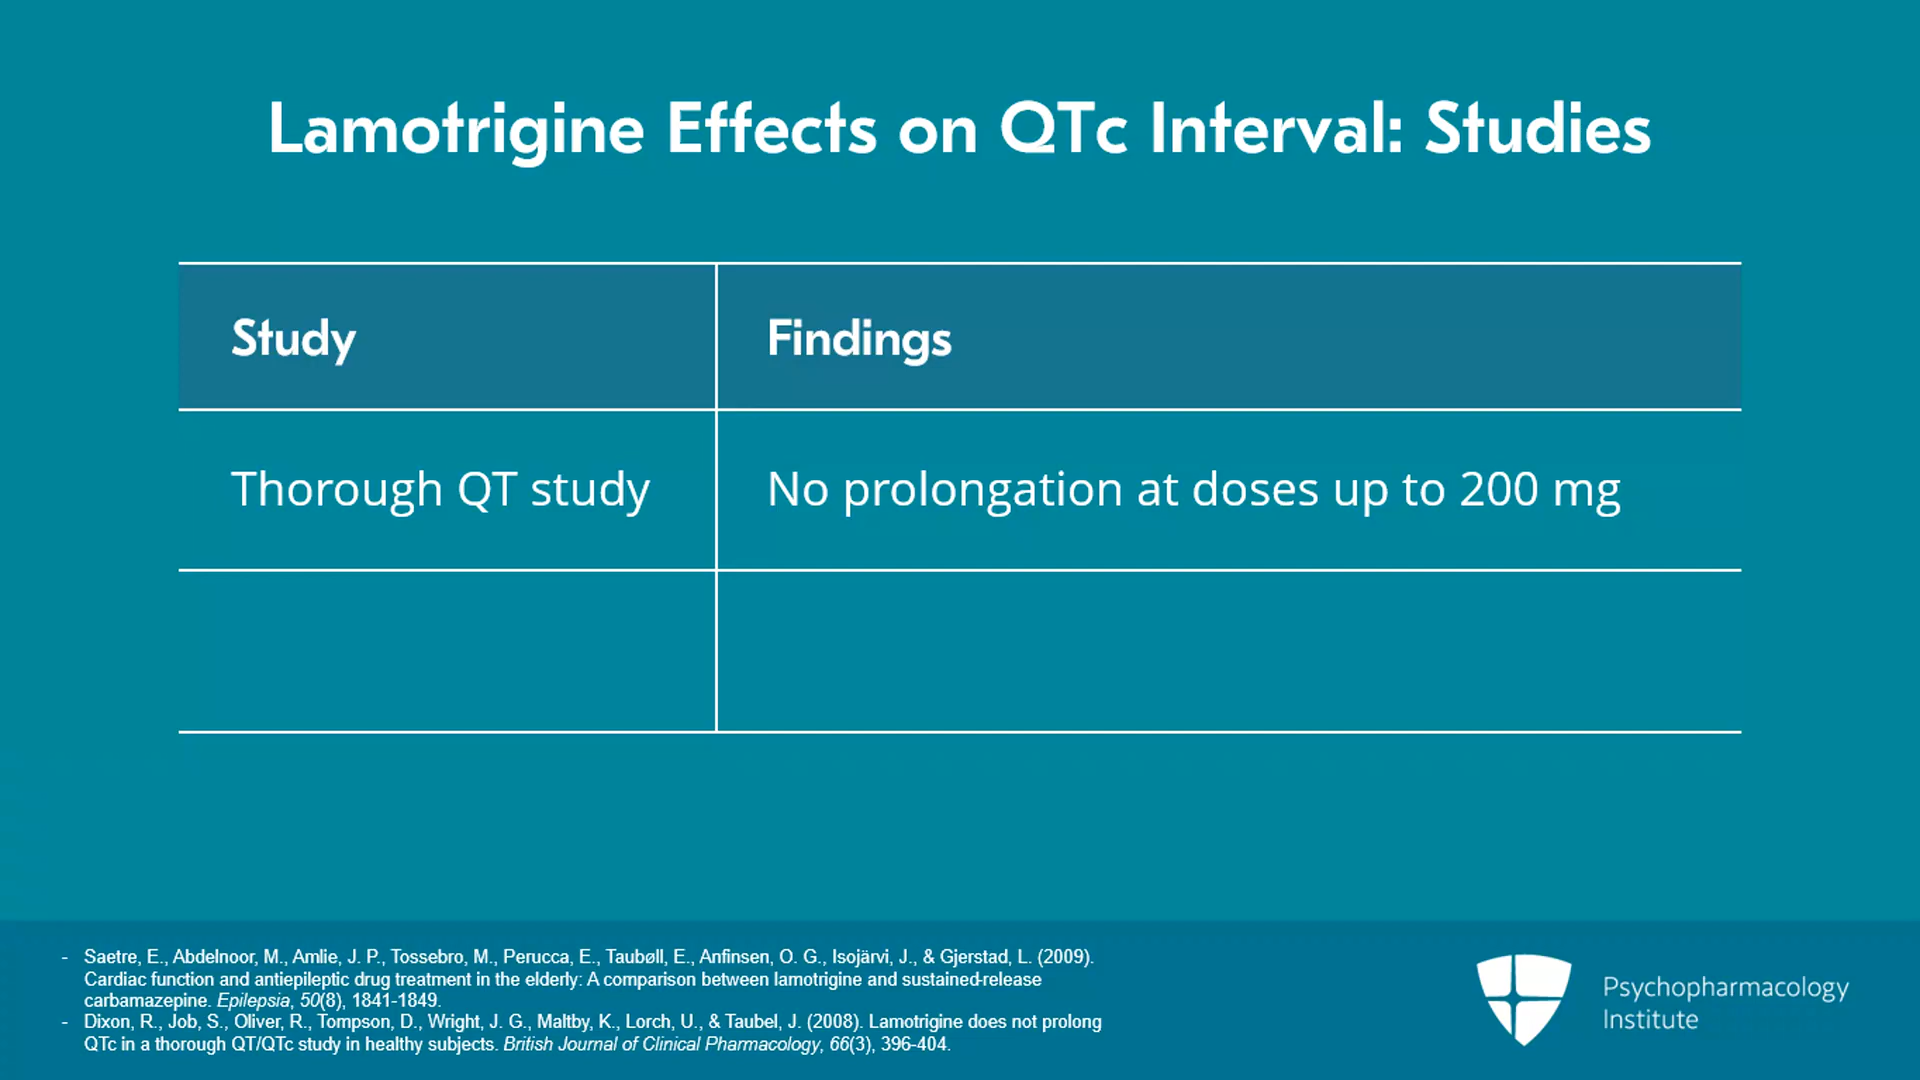 Lamotrigine Effects on QTc Interval: Studies
Study
Findings
Thorough QT study
No prolongation at doses up to 200 mg
- Saetre, E., Abdelnoor, M., Amlie, J. P., Tossebro, M., Perucca, E., Taubøll, E., Anfinsen, O. G., Isojärvi, J., & Gjerstad, L. (2009).
Cardiac function and antiepileptic drug treatment in the elderly: A comparison between lamotrigine and sustained-release
carbamazepine. Epilepsia, 50(8), 1841-1849.
- Dixon, R., Job, S., Oliver, R., Tompson, D., Wright, J. G., Maltby, K., Lorch, U., & Taubel, J. (2008). Lamotrigine does not prolong
QTc in a thorough QT/QTc study in healthy subjects. British Journal of Clinical Pharmacology, 66(3), 396-404.
Psychopharmacology
Institute